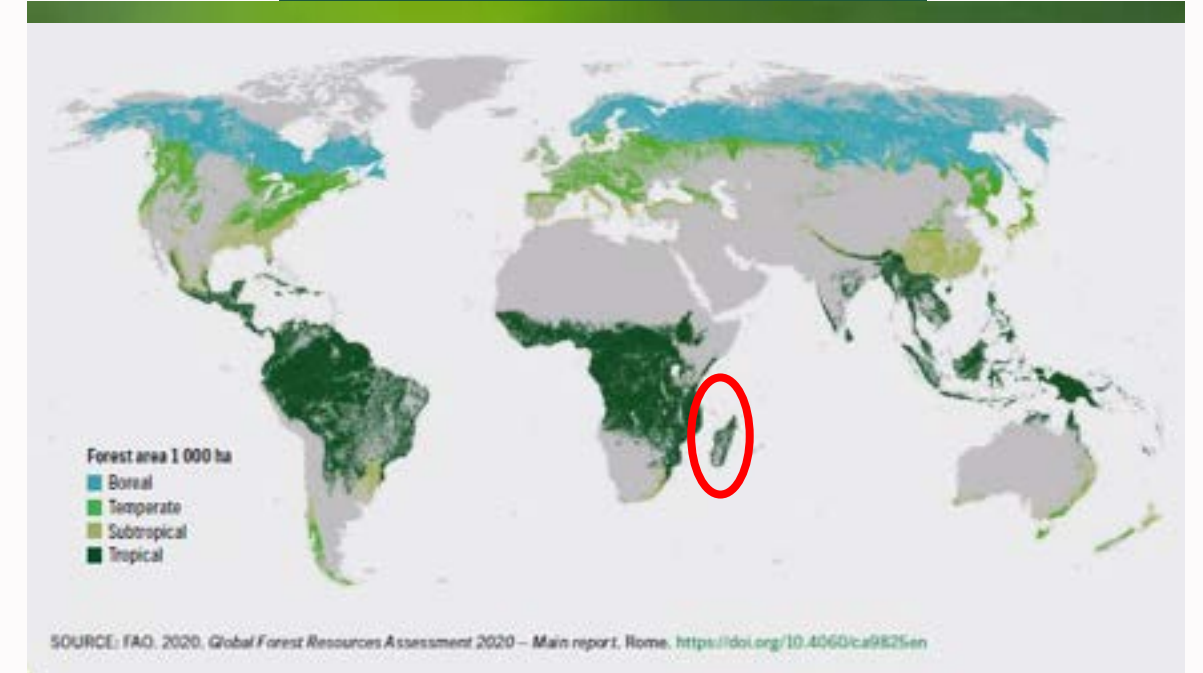 Forest area 1 000 ha
Boreal
Temperate
Subtropical
Tropical
SOURCE: FAO. 2020. Global Forest Resources Assessment 2020 – Main report. Rome. https://doi.org/10.4060/ca9825en